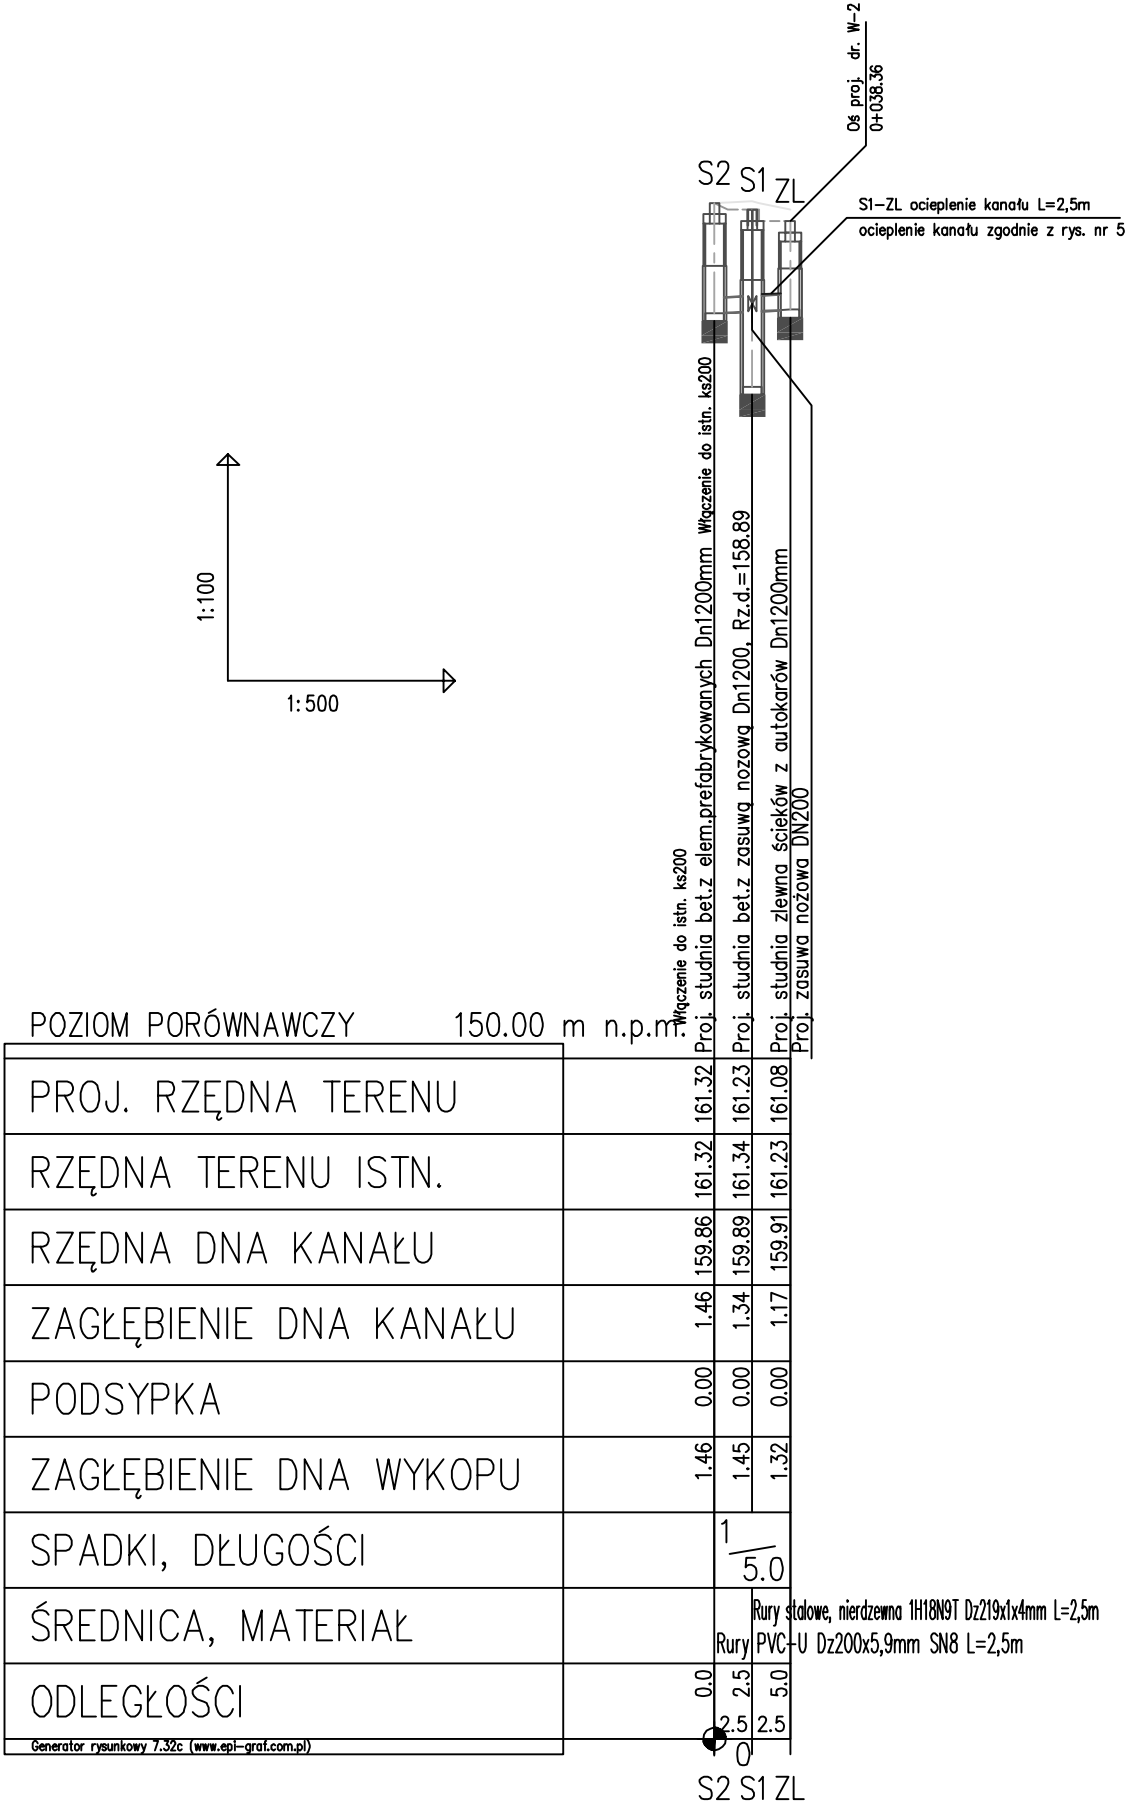 Oś proj. dr. W-2
0+038.36
S2 S1 ZL
S1-ZL ocieplenie kanału L=2,5m
ocieplenie kanału zgodnie z rys. nr 5
1:100
1:500
Włączenie do istn. ks200
Proj. studnia bet.z elem.prefabrykowanych Dn1200mm Włączenie do istn. ks200
Proj. studnia bet.z zasuwą nozową Dn1200, Rz.d.=158.89
Proj. studnia zlewna ścieków z autokarów Dn1200mm
Proj. zasuwa nożowa DN200
POZIOM PORÓWNAWCZY 150.00 m n.p.m.
PROJ. RZĘDNA TERENU 161.32 161.23 161.08
RZĘDNA TERENU ISTN. 161.32 161.34 161.23
RZĘDNA DNA KANAŁU 159.86 159.89 159.91
ZAGŁĘBIENIE DNA KANAŁU 1.46 1.34 1.17
PODSYPKA 0.00 0.00 0.00
ZAGŁĘBIENIE DNA WYKOPU 1.46 1.45 1.32
SPADKI, DŁUGOŚCI 1 5.0
ŚREDNICA, MATERIAŁ
Rury stalowe, nierdzewna 1H18N9T Dz219x1x4mm L=2,5m
Rury PVC-U Dz200x5,9mm SN8 L=2,5m
ODLEGŁOŚCI 0.0 2.5 5.0
2.5 2.5
Generator rysunkowy 7.32c (www.epi-graf.com.pl)
0
S2 S1 ZL